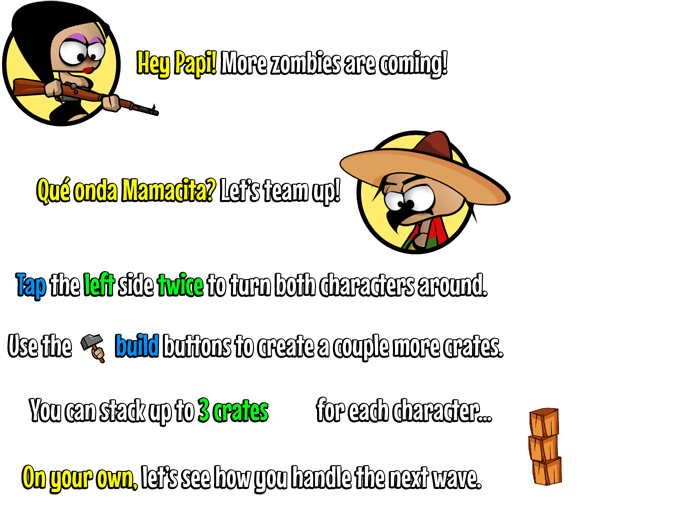 Hey Papi! More zombies are coming!
Qué onda Mamacita? Let's team up!
Tap the left side twice to turn both characters around.
Use the build buttons to create a couple more crates.
You can stack up to 3 crates for each character...
On your own, let's see how you handle the next wave.